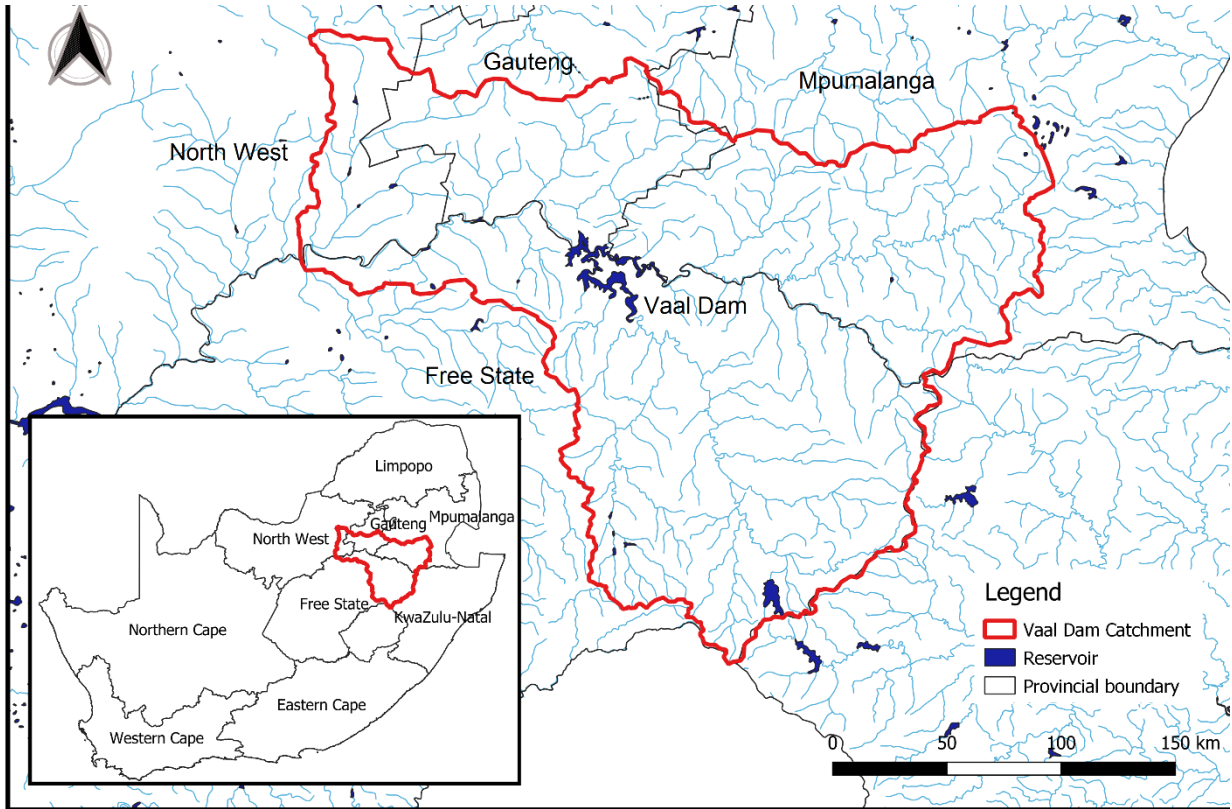 Gauteng
Mpumalanga
North West
Vaal Dam
Free State
Limpopo
Mpumalanga
Gauteng
North West
Free State
KwaZulu-Natal
Northern Cape
Eastern Cape
Western Cape
Legend
Vaal Dam Catchment
Reservoir
Provincial boundary
0 50 100 150 km